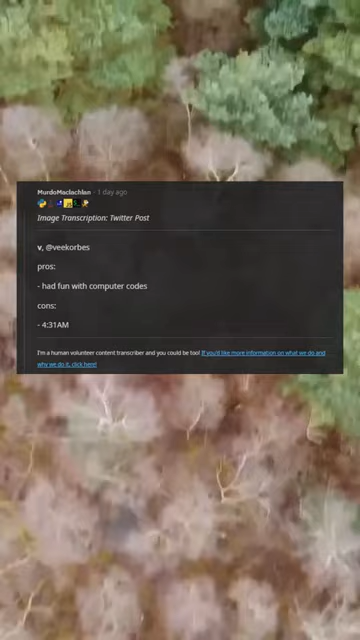 MurdoMaclachlan · 1 day ago
Image Transcription: Twitter Post
v, @veekorbes
pros:
- had fun with computer codes
cons:
- 4:31AM
I'm a human volunteer content transcriber and you could be too! If you'd like more information on what we do and
why we do it, click here!